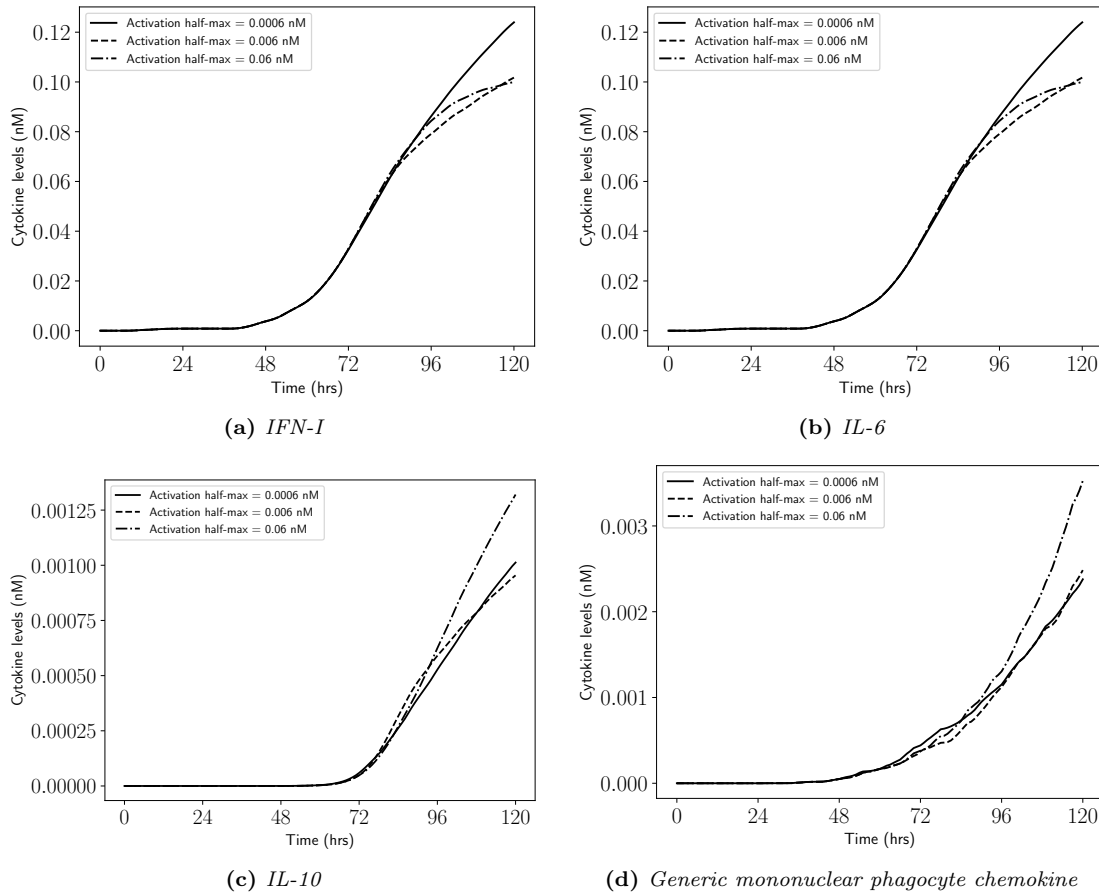 0.12
0.10
0.08
0.06
0.04
0.02
0.00
Cytokine levels (nM)
Activation half-max = 0.0006 nM
Activation half-max = 0.006 nM
Activation half-max = 0.06 nM
0 24 48 72 96 120
Time (hrs)
(a) IFN-I
0.12
0.10
0.08
0.06
0.04
0.02
0.00
Cytokine levels (nM)
Activation half-max = 0.0006 nM
Activation half-max = 0.006 nM
Activation half-max = 0.06 nM
0 24 48 72 96 120
Time (hrs)
(b) IL-6
0.00125
0.00100
0.00075
0.00050
0.00025
0.00000
Cytokine levels (nM)
Activation half-max = 0.0006 nM
Activation half-max = 0.006 nM
Activation half-max = 0.06 nM
0 24 48 72 96 120
Time (hrs)
(c) IL-10
0.003
0.002
0.001
0.000
Cytokine levels (nM)
Activation half-max = 0.0006 nM
Activation half-max = 0.006 nM
Activation half-max = 0.06 nM
0 24 48 72 96 120
Time (hrs)
(d) Generic mononuclear phagocyte chemokine